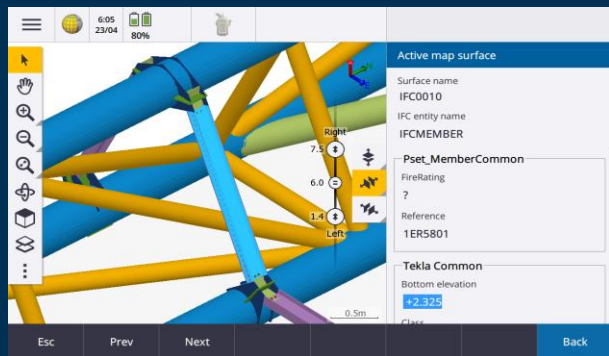 6:05
23/04
80%
Right
7.5
6.0
1.4
Left
0.5m
Active map surface
Surface name
IFC0010
IFC entity name
IFCMEMBER
Pset_MemberCommon
FireRating
?
Reference
1ER5801
Tekla Common
Bottom elevation
+2.325
Class
Esc Prev Next Back